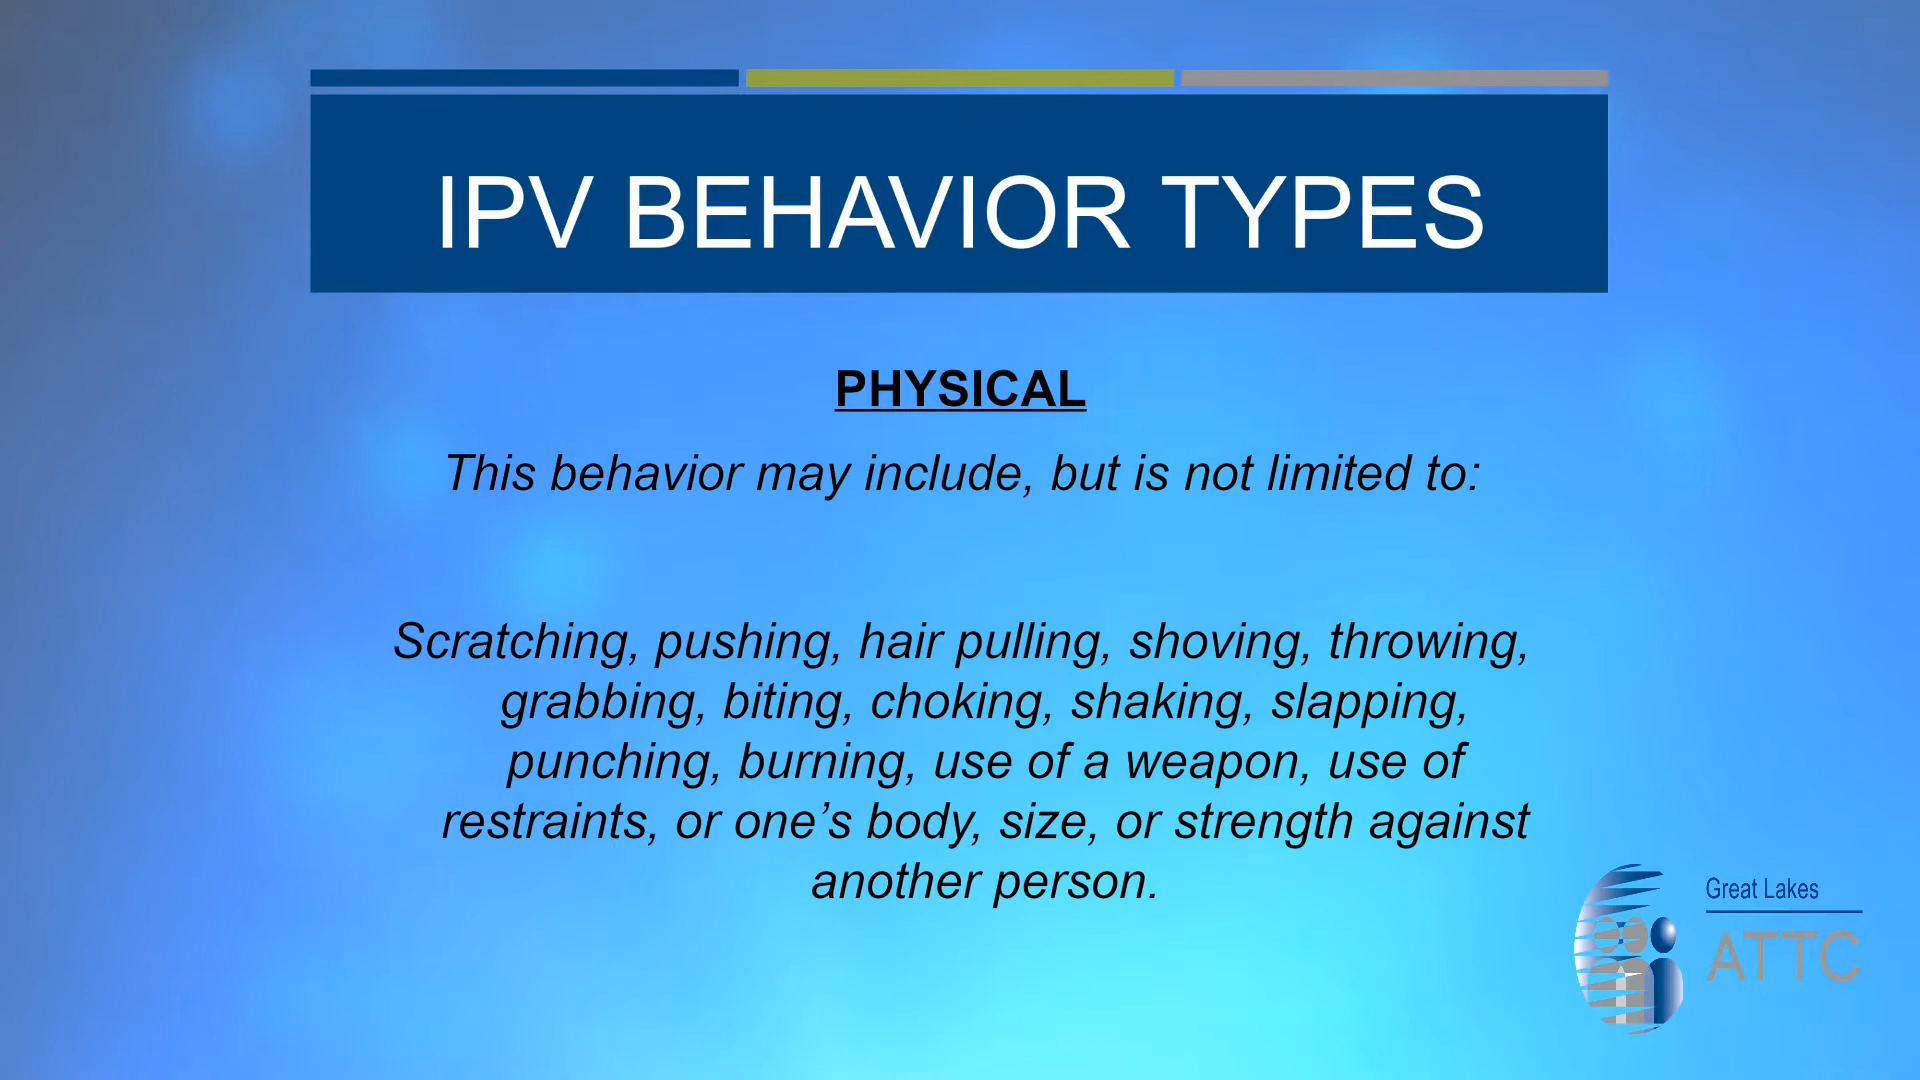 IPV BEHAVIOR TYPES
PHYSICAL
This behavior may include, but is not limited to:
Scratching, pushing, hair pulling, shoving, throwing,
grabbing, biting, choking, shaking, slapping,
punching, burning, use of a weapon, use of
restraints, or one’s body, size, or strength against
another person.
Great Lakes
ATTC